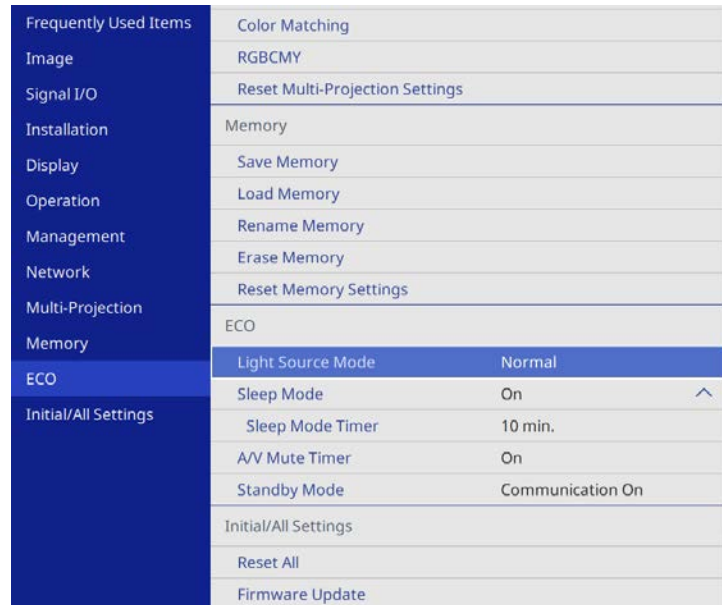 Frequently Used Items
Image
Signal I/O
Installation
Display
Operation
Management
Network
Multi-Projection
Memory
ECO
Initial/All Settings
Color Matching
RGBCMY
Reset Multi-Projection Settings
Memory
Save Memory
Load Memory
Rename Memory
Erase Memory
Reset Memory Settings
ECO
Light Source Mode Normal
Sleep Mode On
Sleep Mode Timer 10 min.
A/V Mute Timer On
Standby Mode Communication On
Initial/All Settings
Reset All
Firmware Update